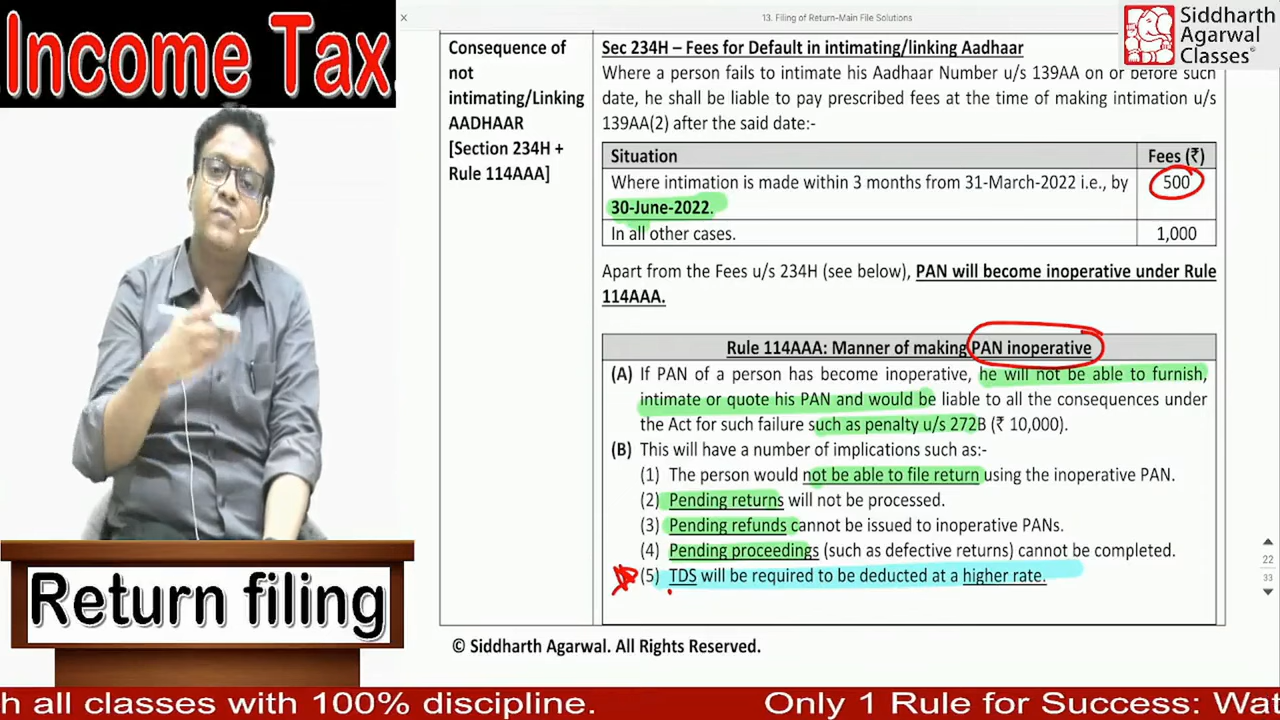 Income Tax.
Return filing
13. Filing of Return-Main File Solutions
Siddharth
Agarwal
Classes®
Consequence of
not
intimating/Linking
AADHAAR
[Section 234H +
Rule 114AAA]
Sec 234H – Fees for Default in intimating/linking Aadhaar
Where a person fails to intimate his Aadhaar Number u/s 139AA on or before such
date, he shall be liable to pay prescribed fees at the time of making intimation u/s
139AA(2) after the said date:-
Situation Fees (₹)
Where intimation is made within 3 months from 31-March-2022 i.e., by 500
30-June-2022.
In all other cases. 1,000
Apart from the Fees u/s 234H (see below), PAN will become inoperative under Rule
114AAA.
Rule 114AAA: Manner of making PAN inoperative
(A) If PAN of a person has become inoperative, he will not be able to furnish,
intimate or quote his PAN and would be liable to all the consequences under
the Act for such failure such as penalty u/s 272B (₹ 10,000).
(B) This will have a number of implications such as:-
(1) The person would not be able to file return using the inoperative PAN.
(2) Pending returns will not be processed.
(3) Pending refunds cannot be issued to inoperative PANs.
(4) Pending proceedings (such as defective returns) cannot be completed.
(5) TDS will be required to be deducted at a higher rate.
22
33
© Siddharth Agarwal. All Rights Reserved.
h all classes with 100% discipline. Only 1 Rule for Success: Wat